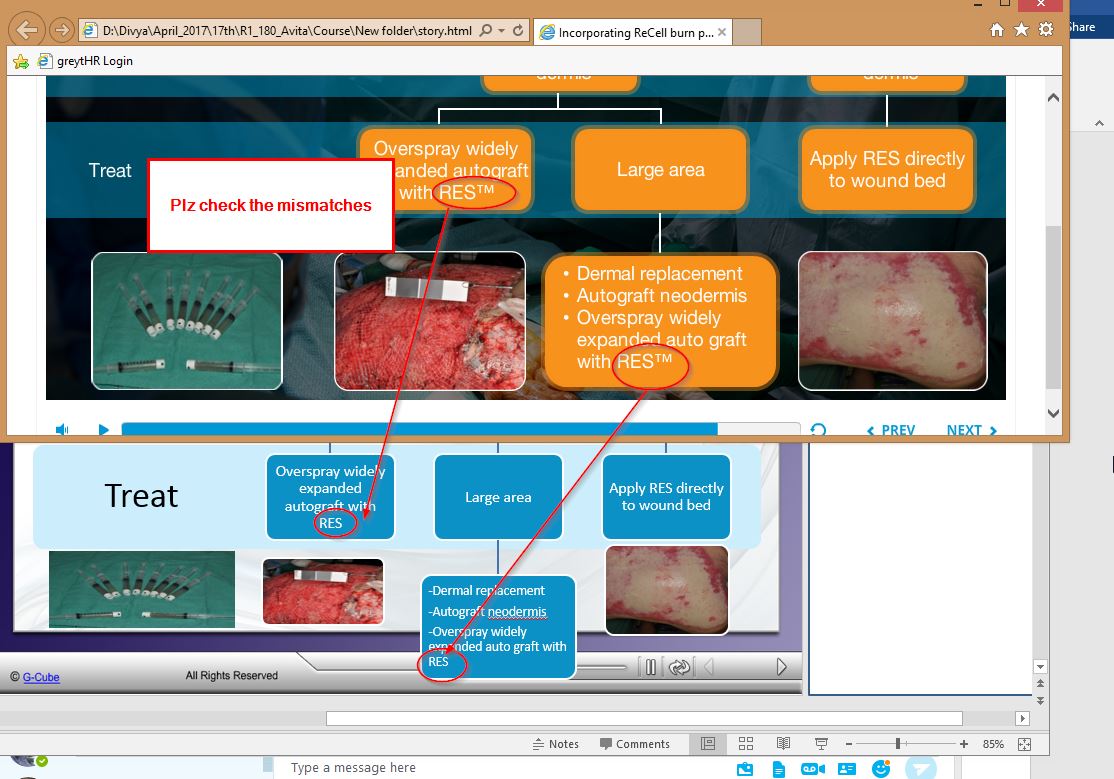 D:\Divya\April_2017\17th\R1_180_Avita\Course\New folder\story.html
Incorporating ReCell burn p...
Share
greytHR Login
dermis
dermis
Treat
Overspray widely
anded autograft
with RES™
Large area
Apply RES directly
to wound bed
Plz check the mismatches
• Dermal replacement
• Autograft neodermis
• Overspray widely
expanded auto graft
with RES™
PREV
NEXT
Treat
Overspray widely
expanded
autograft with
RES
Large area
Apply RES directly
to wound bed
-Dermal replacement
-Autograft neodermis
-Overspray widely
expanded auto graft with
RES
© G-Cube
All Rights Reserved
Notes
Comments
85%
Type a message here